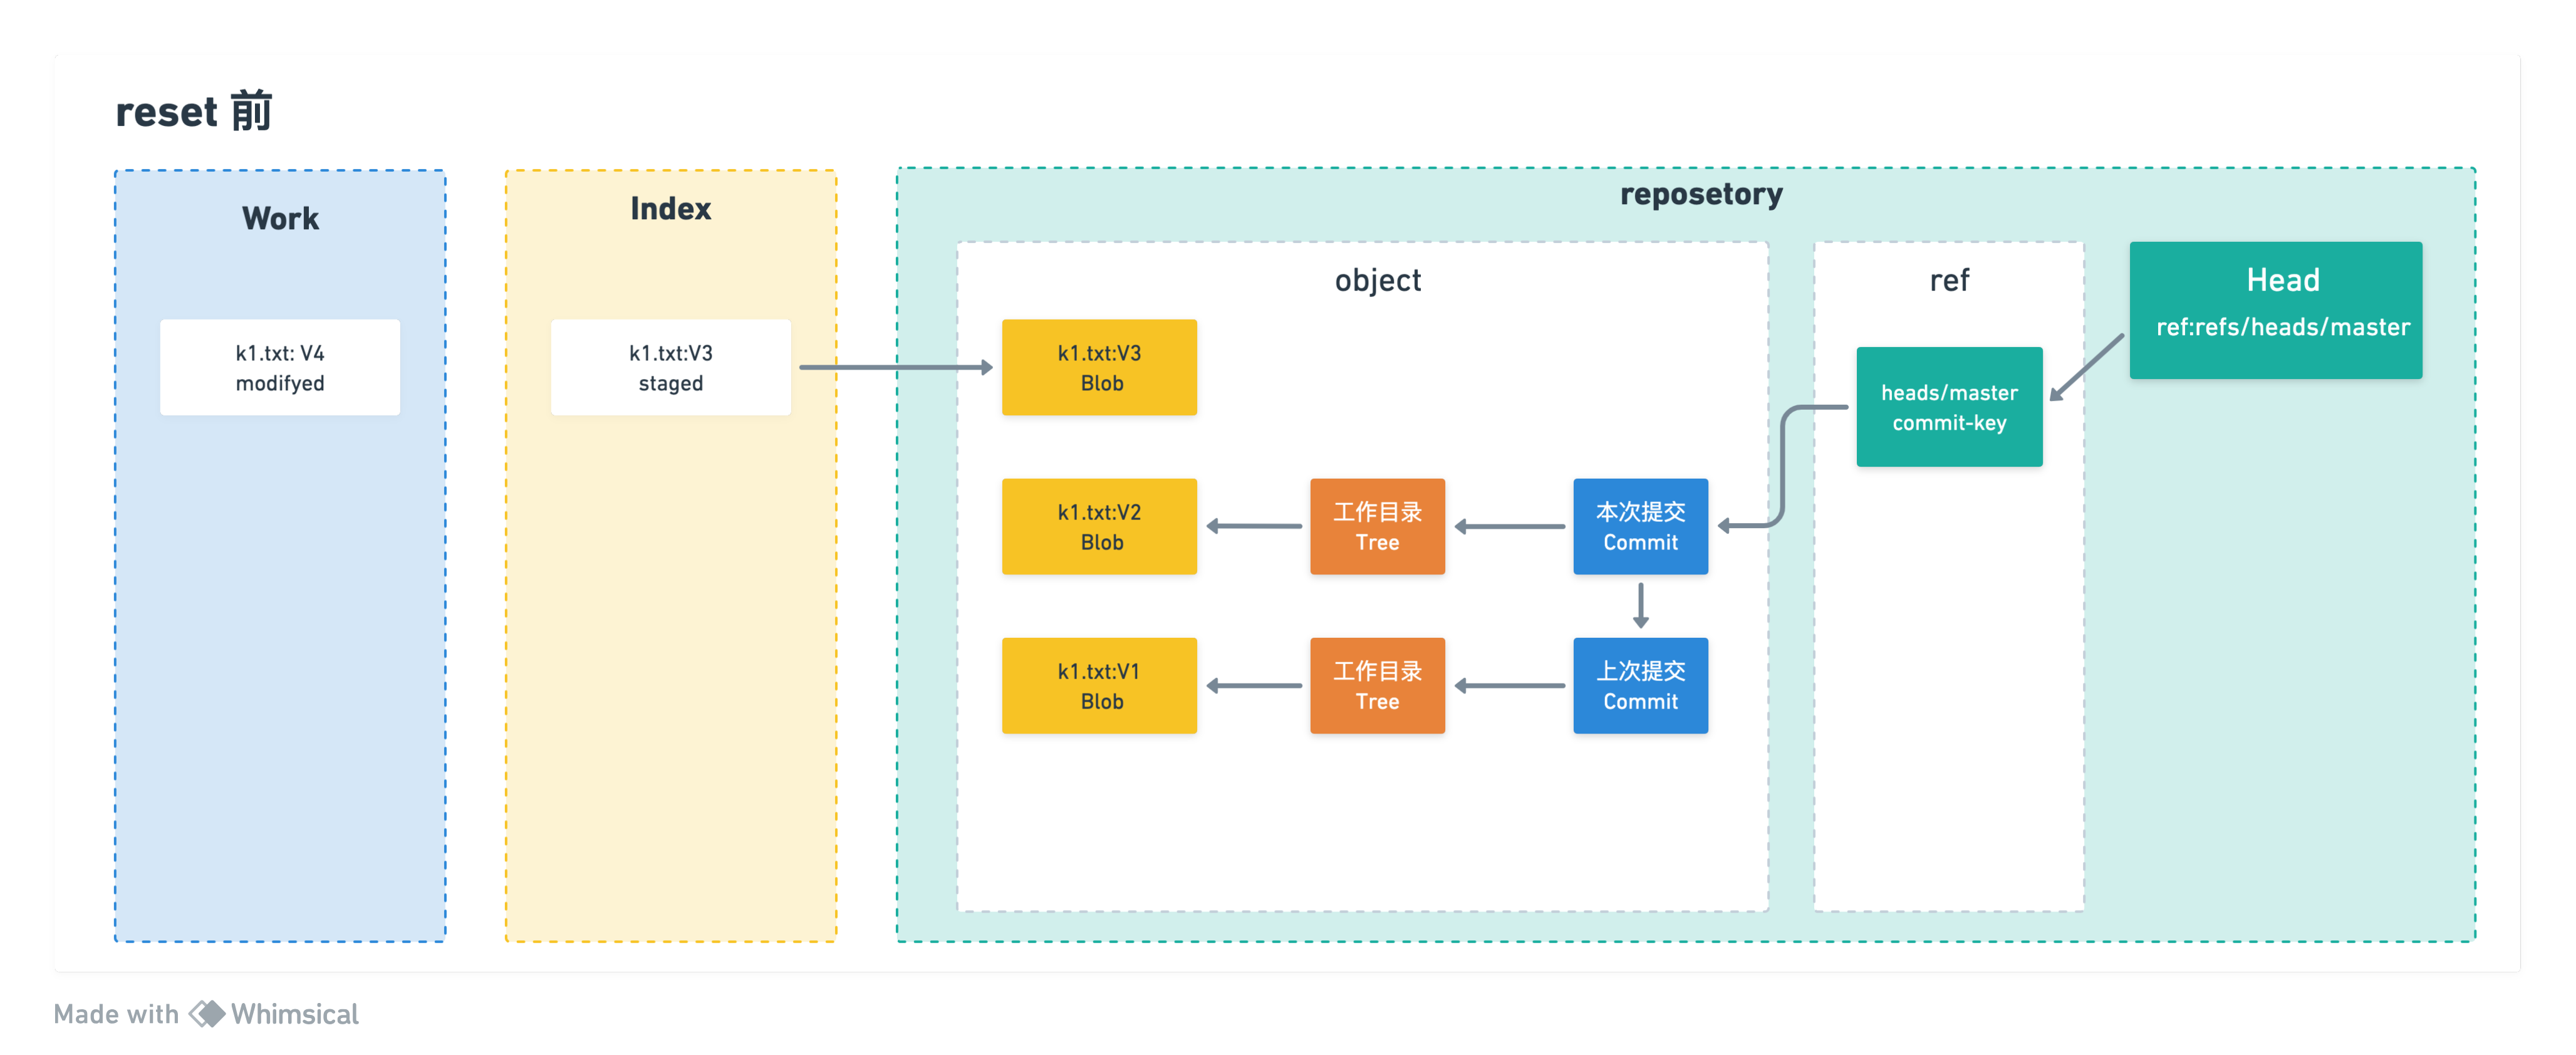 reset 前
Work
k1.txt: V4
modifyed
Index
k1.txt:V3
staged
reposetory
object
k1.txt:V3
Blob
k1.txt:V2
Blob
工作目录
Tree
本次提交
Commit
k1.txt:V1
Blob
工作目录
Tree
上次提交
Commit
ref
heads/master
commit-key
Head
ref:refs/heads/master
Made with Whimsical